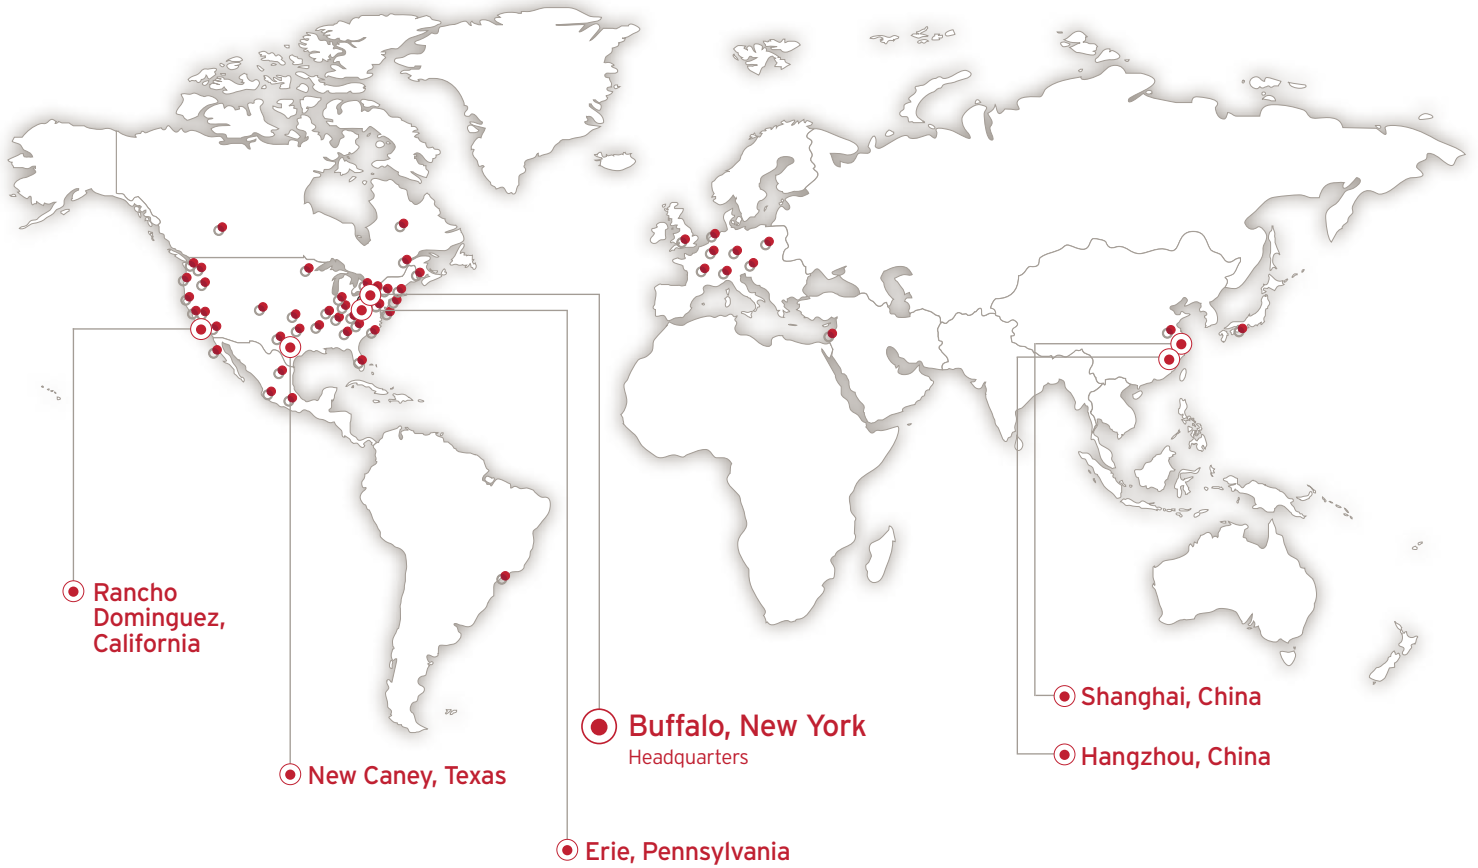 Rancho
Dominguez,
California
New Caney, Texas
Buffalo, New York
Headquarters
Erie, Pennsylvania
Shanghai, China
Hangzhou, China